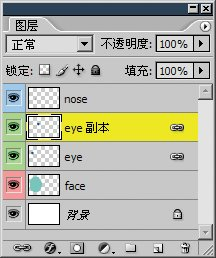 图层
正常 不透明度: 100%
锁定: 填充: 100%
nose
eye 副本
eye
face
背景